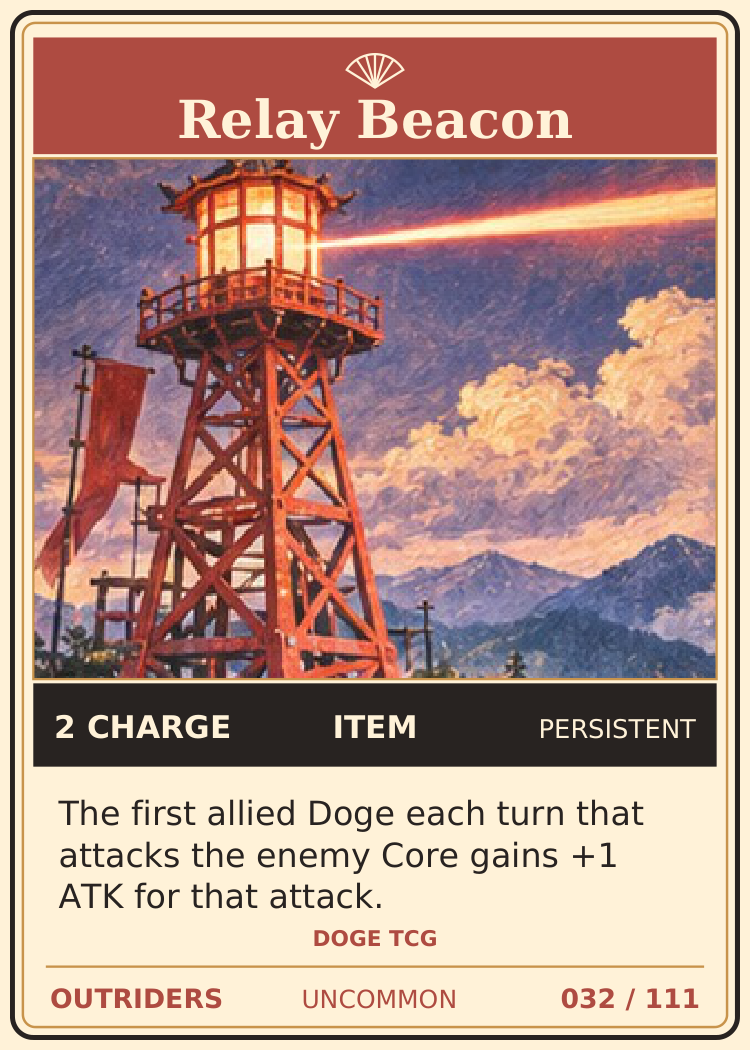 Relay Beacon
2 CHARGE ITEM PERSISTENT
The first allied Doge each turn that
attacks the enemy Core gains +1
ATK for that attack.
DOGE TCG
OUTRIDERS UNCOMMON 032 / 111